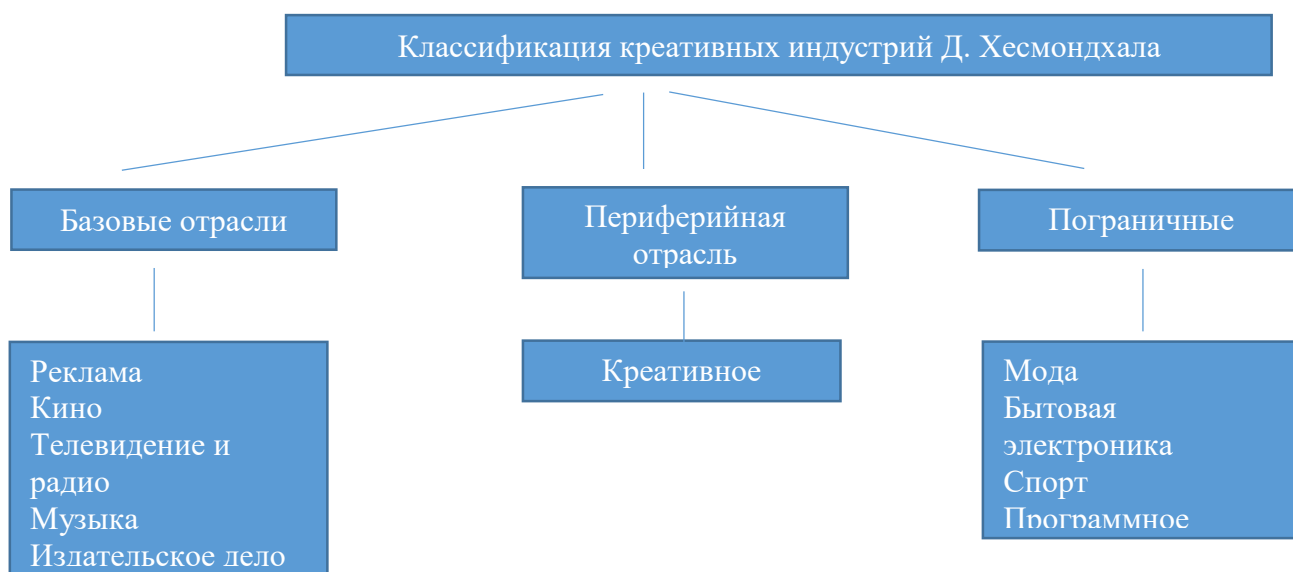 Классификация креативных индустрий Д. Хесмондхала
Базовые отрасли
Периферийная
отрасль
Пограничные
Реклама
Кино
Телевидение и
радио
Музыка
Издательское дело
Креативное
Мода
Бытовая
электроника
Спорт
Программное